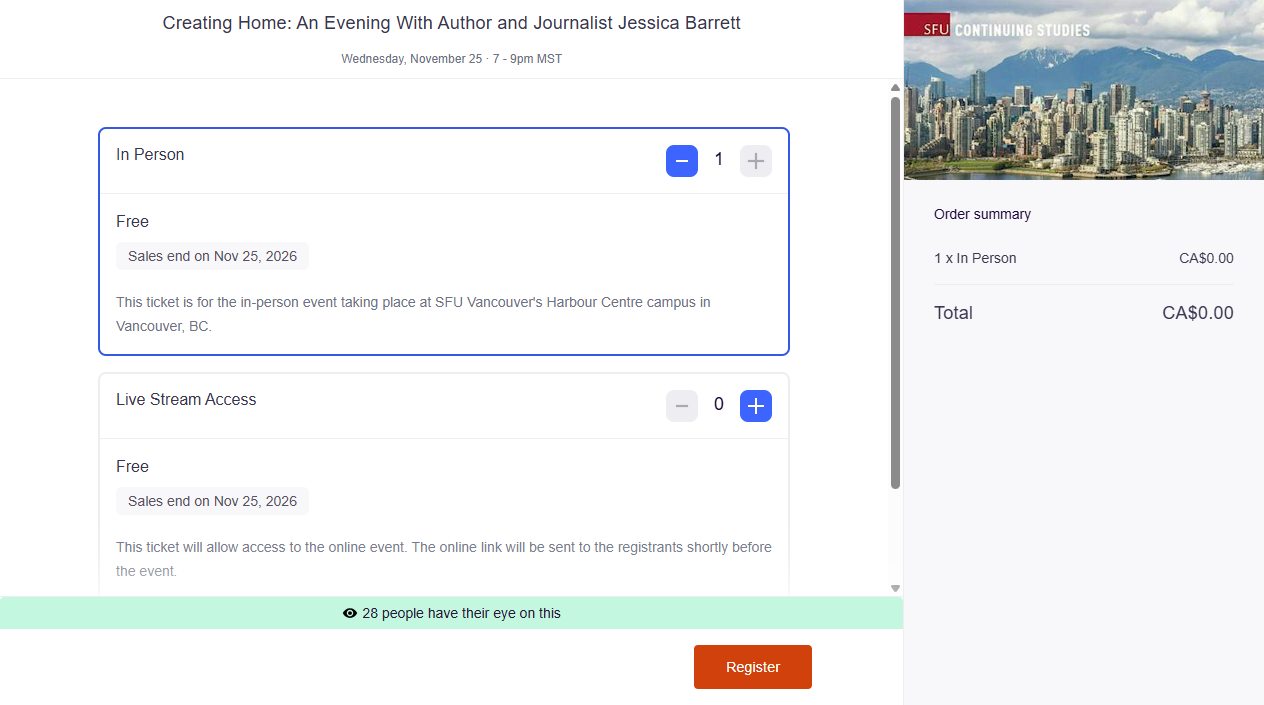 Creating Home: An Evening With Author and Journalist Jessica Barrett
Wednesday, November 25 · 7 - 9pm MST
In Person
1
Free
Sales end on Nov 25, 2026
This ticket is for the in-person event taking place at SFU Vancouver's Harbour Centre campus in
Vancouver, BC.
Live Stream Access
0
Free
Sales end on Nov 25, 2026
This ticket will allow access to the online event. The online link will be sent to the registrants shortly before
the event.
28 people have their eye on this
Register
SFU CONTINUING STUDIES
Order summary
1 x In Person CA$0.00
Total CA$0.00